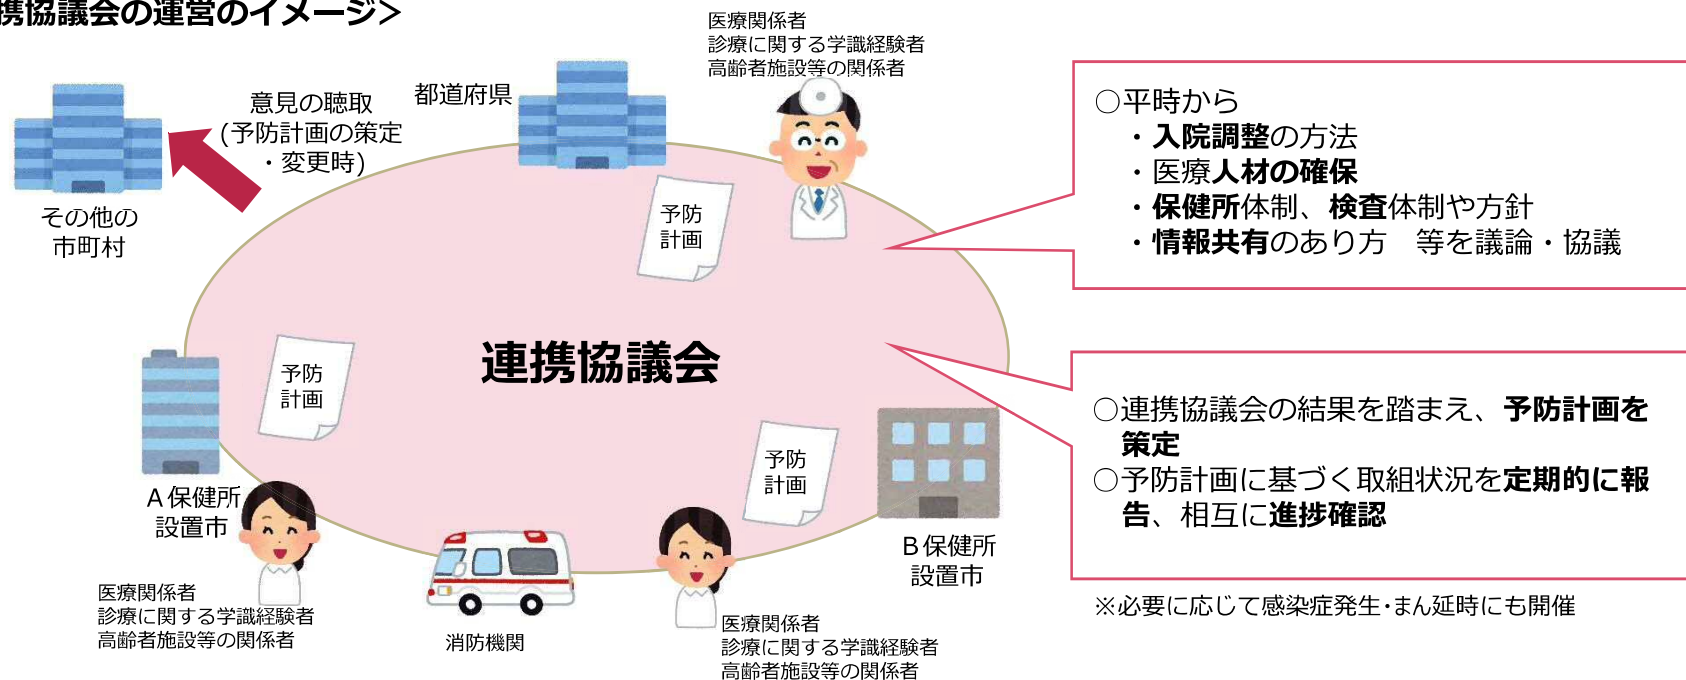 携協議会の運営のイメージ＞
医療関係者
診療に関する学識経験者
高齢者施設等の関係者
都道府県
意見の聴取
(予防計画の策定
・変更時)
その他の
市町村
予防
計画
○平時から
・入院調整の方法
・医療人材の確保
・保健所体制、検査体制や方針
・情報共有のあり方　等を議論・協議
連携協議会
予防
計画
予防
計画
○連携協議会の結果を踏まえ、予防計画を
策定
○予防計画に基づく取組状況を定期的に報
告、相互に進捗確認
A保健所
設置市
B保健所
設置市
医療関係者
診療に関する学識経験者
高齢者施設等の関係者
消防機関
医療関係者
診療に関する学識経験者
高齢者施設等の関係者
※必要に応じて感染症発生･まん延時にも開催